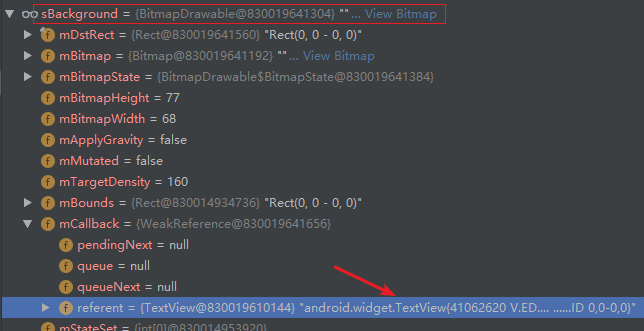 sBackground = {BitmapDrawable@830019641304} "" ... View Bitmap
mDstRect = {Rect@830019641560} "Rect(0, 0 - 0, 0)"
mBitmap = {Bitmap@830019641192} "" ... View Bitmap
mBitmapState = {BitmapDrawable$BitmapState@830019641384}
mBitmapHeight = 77
mBitmapWidth = 68
mApplyGravity = false
mMutated = false
mTargetDensity = 160
mBounds = {Rect@830014934736} "Rect(0, 0 - 0, 0)"
mCallback = {WeakReference@830019641656}
pendingNext = null
queue = null
queueNext = null
referent = {TextView@830019610144} "android.widget.TextView{41062620 V.ED.... ......ID 0,0-0,0}"
mStateSet = {int[0]@830014953920}